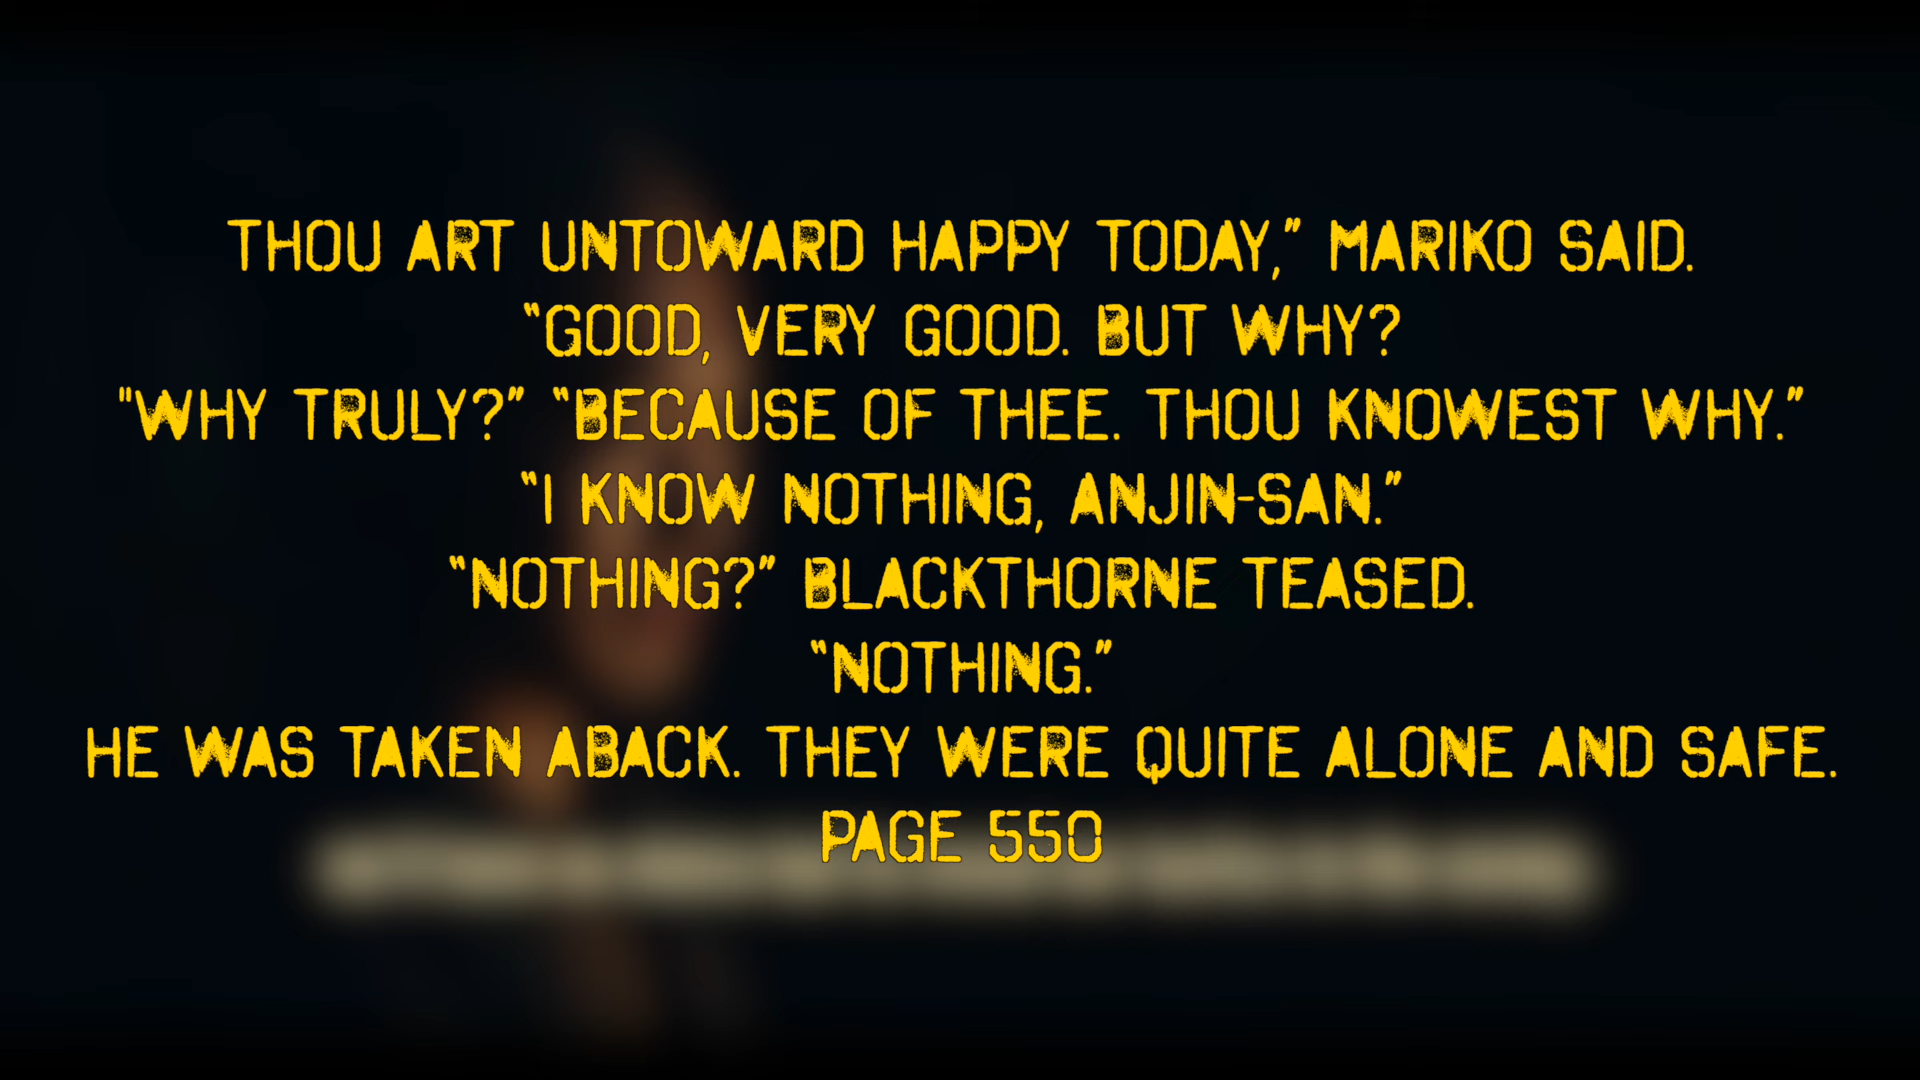 THOU ART UNTOWARD HAPPY TODAY,” MARIKO SAID.
“GOOD, VERY GOOD. BUT WHY?
"WHY TRULY?” “BECAUSE OF THEE. THOU KNOWEST WHY.”
“I KNOW NOTHING, ANJIN-SAN.”
“NOTHING?” BLACKTHORNE TEASED.
“NOTHING.”
HE WAS TAKEN ABACK. THEY WERE QUITE ALONE AND SAFE.
PAGE 550